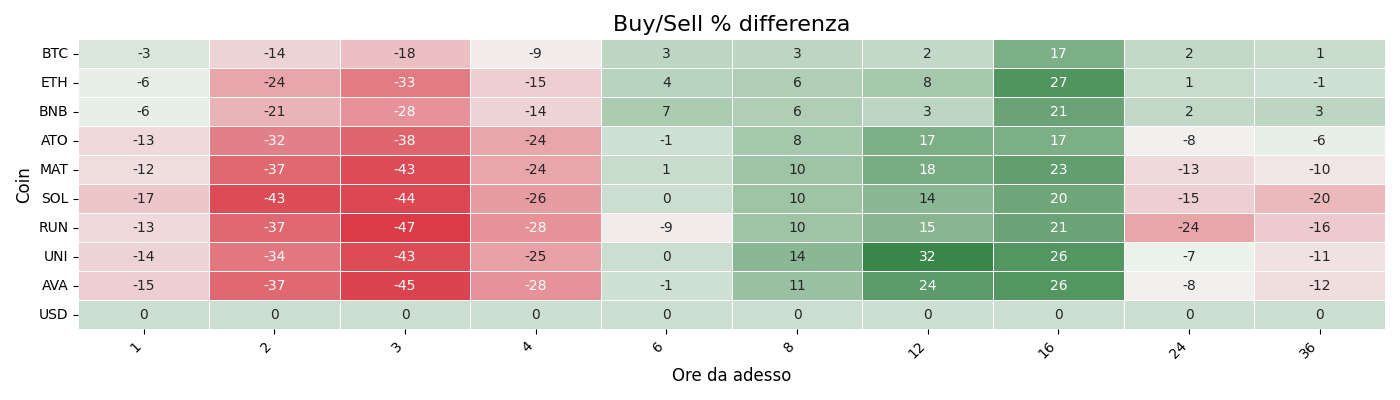 Buy/Sell % differenza
Coin
BTC -3 -14 -18 -9 3 3 2 17 2 1
ETH -6 -24 -33 -15 4 6 8 27 1 -1
BNB -6 -21 -28 -14 7 6 3 21 2 3
ATO -13 -32 -38 -24 -1 8 17 17 -8 -6
MAT -12 -37 -43 -24 1 10 18 23 -13 -10
SOL -17 -43 -44 -26 0 10 14 20 -15 -20
RUN -13 -37 -47 -28 -9 10 15 21 -24 -16
UNI -14 -34 -43 -25 0 14 32 26 -7 -11
AVA -15 -37 -45 -28 -1 11 24 26 -8 -12
USD 0 0 0 0 0 0 0 0 0 0
1 2 3 4 6 8 12 16 24 36
Ore da adesso